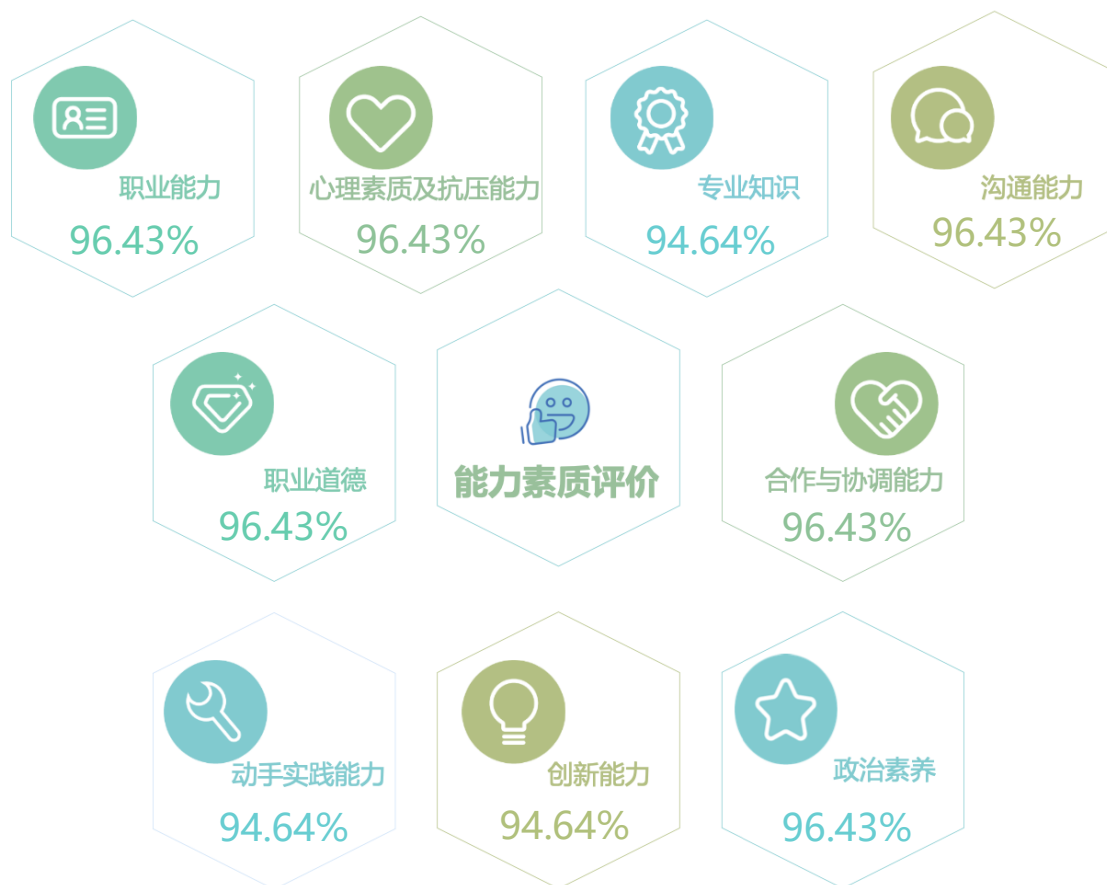 职业能力
96.43%
心理素质及抗压能力
96.43%
专业知识
94.64%
沟通能力
96.43%
职业道德
96.43%
能力素质评价
合作与协调能力
96.43%
动手实践能力
94.64%
创新能力
94.64%
政治素养
96.43%